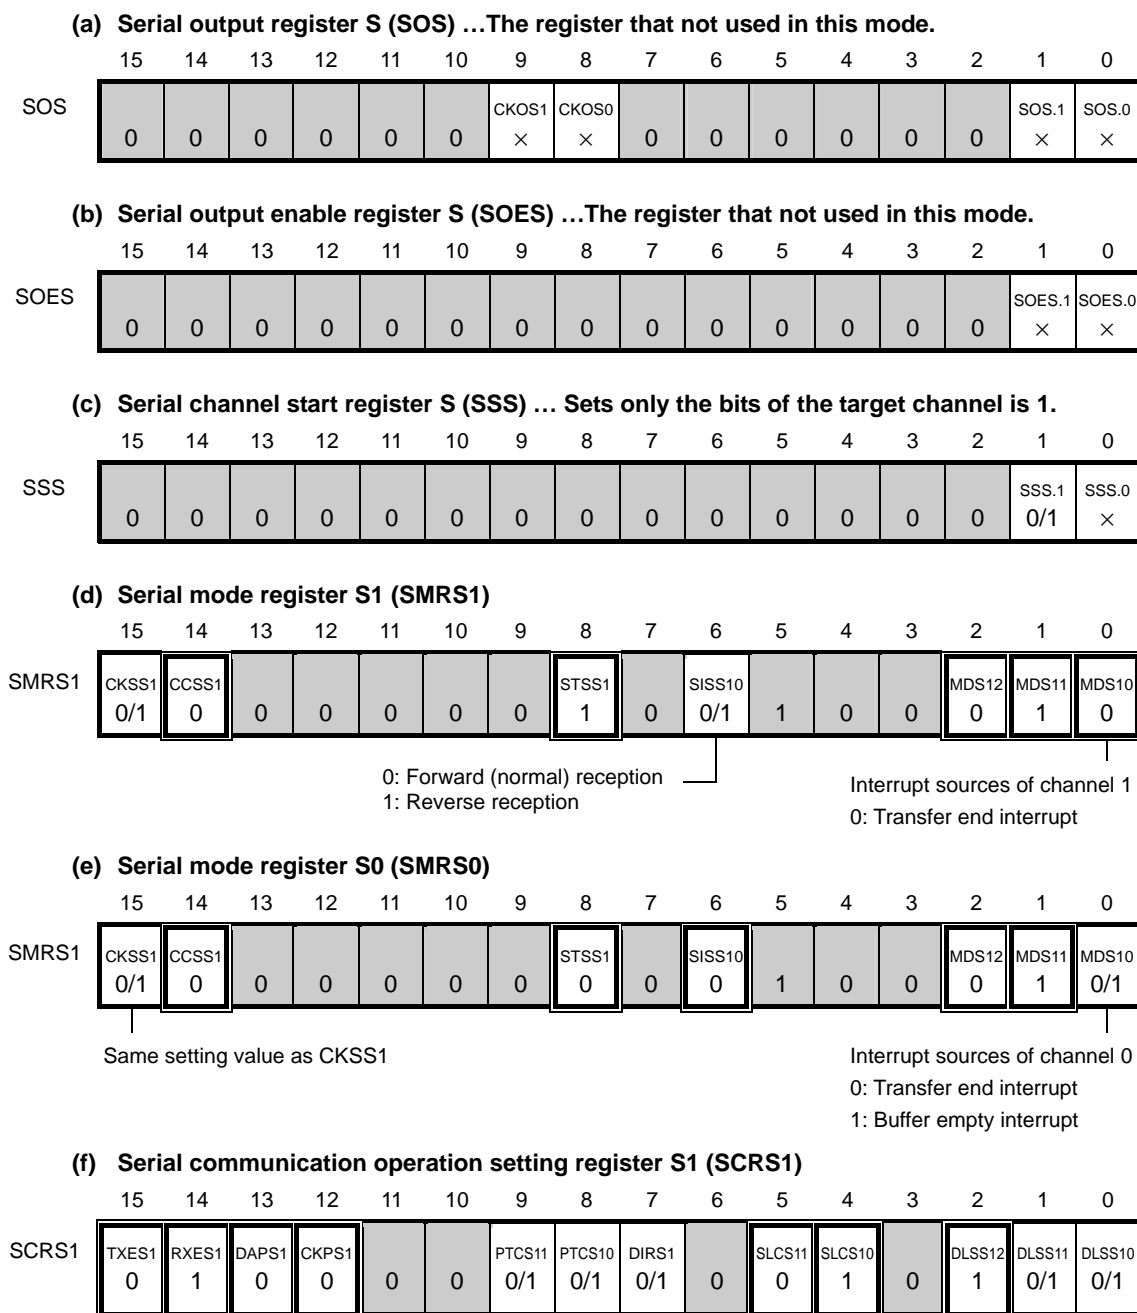 (a) Serial output register S (SOS) …The register that not used in this mode.
15 14 13 12 11 10 9 8 7 6 5 4 3 2 1 0
SOS
CKOS1 CKOS0 SOS.1 SOS.0
0 0 0 0 0 0 × × 0 0 0 0 0 0 × ×
(b) Serial output enable register S (SOES) …The register that not used in this mode.
15 14 13 12 11 10 9 8 7 6 5 4 3 2 1 0
SOES
SOES.1 SOES.0
0 0 0 0 0 0 0 0 0 0 0 0 0 0 × ×
(c) Serial channel start register S (SSS) … Sets only the bits of the target channel is 1.
15 14 13 12 11 10 9 8 7 6 5 4 3 2 1 0
SSS
SSS.1 SSS.0
0 0 0 0 0 0 0 0 0 0 0 0 0 0 0/1 ×
(d) Serial mode register S1 (SMRS1)
15 14 13 12 11 10 9 8 7 6 5 4 3 2 1 0
SMRS1
CKSS1 CCSS1 STSS1 SISS10 MDS12 MDS11 MDS10
0/1 0 0 0 0 0 0 1 0 0/1 1 0 0 0 1 0
0: Forward (normal) reception
1: Reverse reception
Interrupt sources of channel 1
0: Transfer end interrupt
(e) Serial mode register S0 (SMRS0)
15 14 13 12 11 10 9 8 7 6 5 4 3 2 1 0
SMRS1
CKSS1 CCSS1 STSS1 SISS10 MDS12 MDS11 MDS10
0/1 0 0 0 0 0 0 0 0 0 1 0 0 0 1 0/1
Same setting value as CKSS1
Interrupt sources of channel 0
0: Transfer end interrupt
1: Buffer empty interrupt
(f) Serial communication operation setting register S1 (SCRS1)
15 14 13 12 11 10 9 8 7 6 5 4 3 2 1 0
SCRS1
TXES1 RXES1 DAPS1 CKPS1 PTCS11 PTCS10 DIRS1 SLCS11 SLCS10 DLSS12 DLSS11 DLSS10
0 1 0 0 0 0 0/1 0/1 0/1 0 0 1 0 1 0/1 0/1